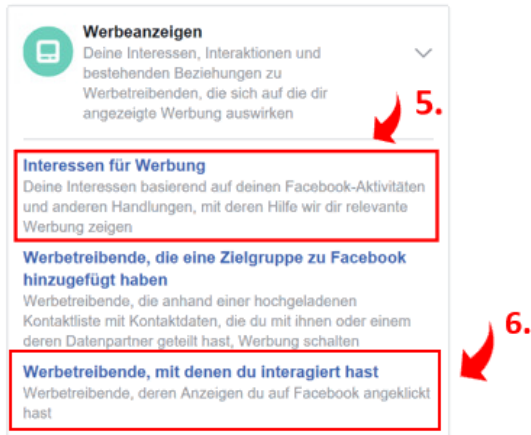 Werbeanzeigen
Deine Interessen, Interaktionen und
bestehenden Beziehungen zu
Werbetreibenden, die sich auf die dir
angezeigte Werbung auswirken
5.
Interessen für Werbung
Deine Interessen basierend auf deinen Facebook-Aktivitäten
und anderen Handlungen, mit deren Hilfe wir dir relevante
Werbung zeigen
Werbetreibende, die eine Zielgruppe zu Facebook
hinzugefügt haben
Werbetreibende, die anhand einer hochgeladenen
Kontaktliste mit Kontaktdaten, die du mit ihnen oder einem
deren Datenpartner geteilt hast, Werbung schalten
6.
Werbetreibende, mit denen du interagiert hast
Werbetreibende, deren Anzeigen du auf Facebook angeklickt
hast